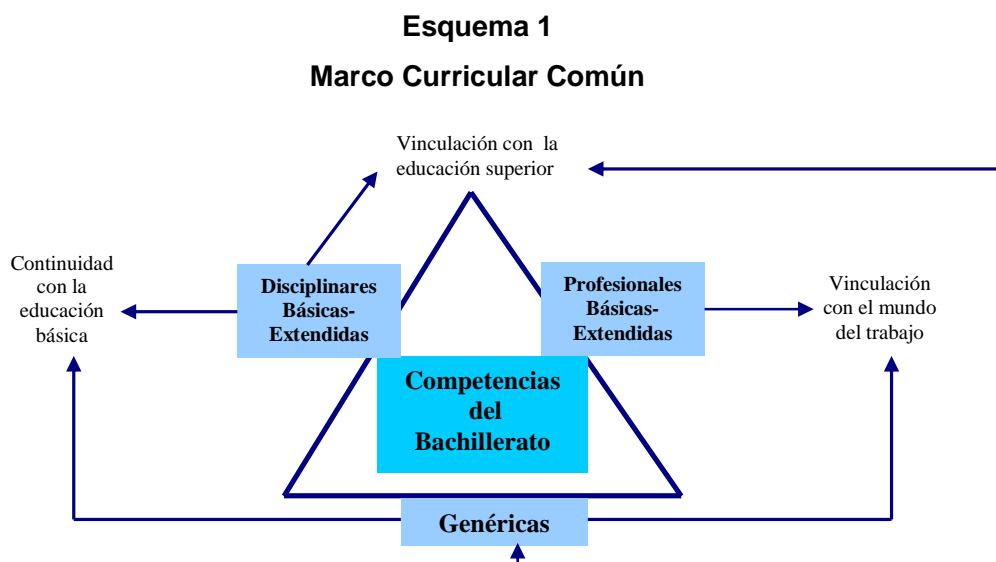 Esquema 1
Marco Curricular Común
Vinculación con la
educación superior
Continuidad
con la
educación
básica
Disciplinares
Básicas-
Extendidas
Profesionales
Básicas-
Extendidas
Vinculación
con el mundo
del trabajo
Competencias
del
Bachillerato
Genéricas